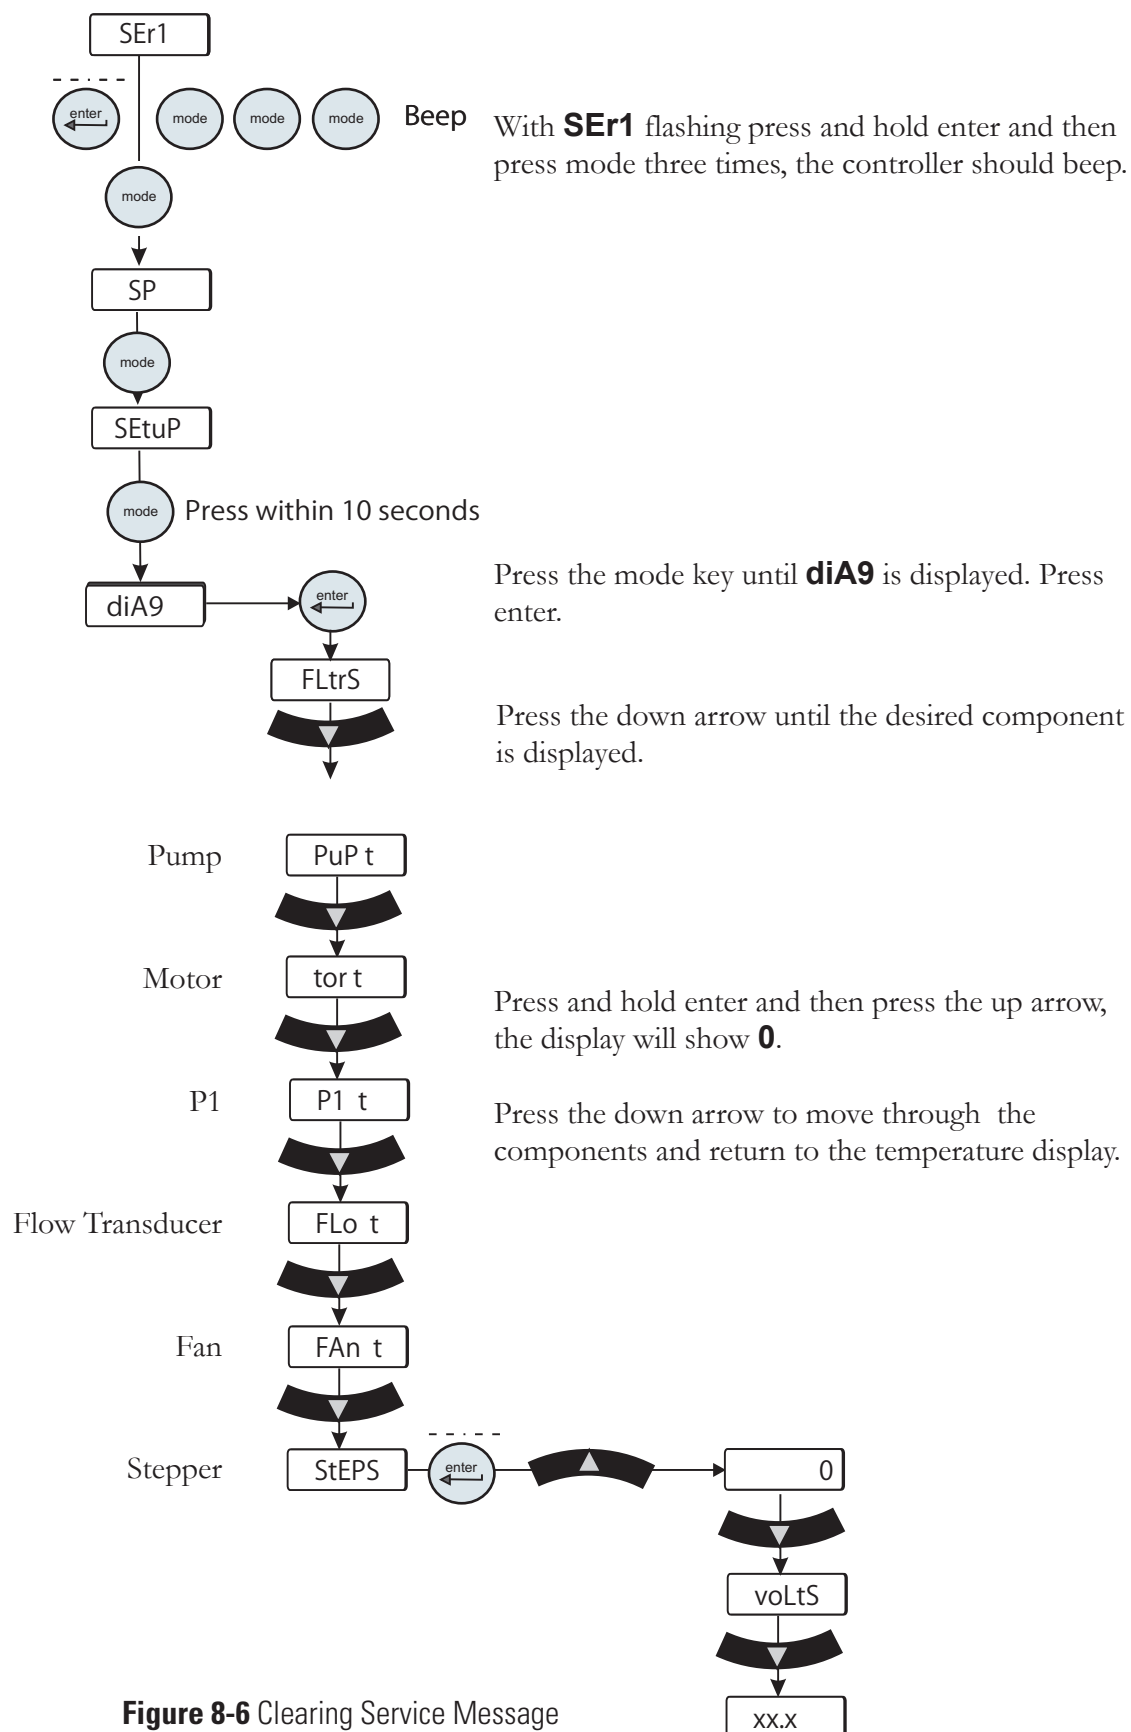 SEr1
enter
mode
mode
mode
Beep
With SEr1 flashing press and hold enter and then
press mode three times, the controller should beep.
mode
SP
mode
SEtuP
mode
Press within 10 seconds
diA9
enter
Press the mode key until diA9 is displayed. Press
enter.
FLtrS
Press the down arrow until the desired component
is displayed.
Pump
PuP t
Motor
tor t
Press and hold enter and then press the up arrow,
the display will show 0.
P1
P1 t
Press the down arrow to move through the
components and return to the temperature display.
Flow Transducer
FLo t
Fan
FAn t
Stepper
StEPS
enter
0
voLtS
xx.x
Figure 8-6 Clearing Service Message